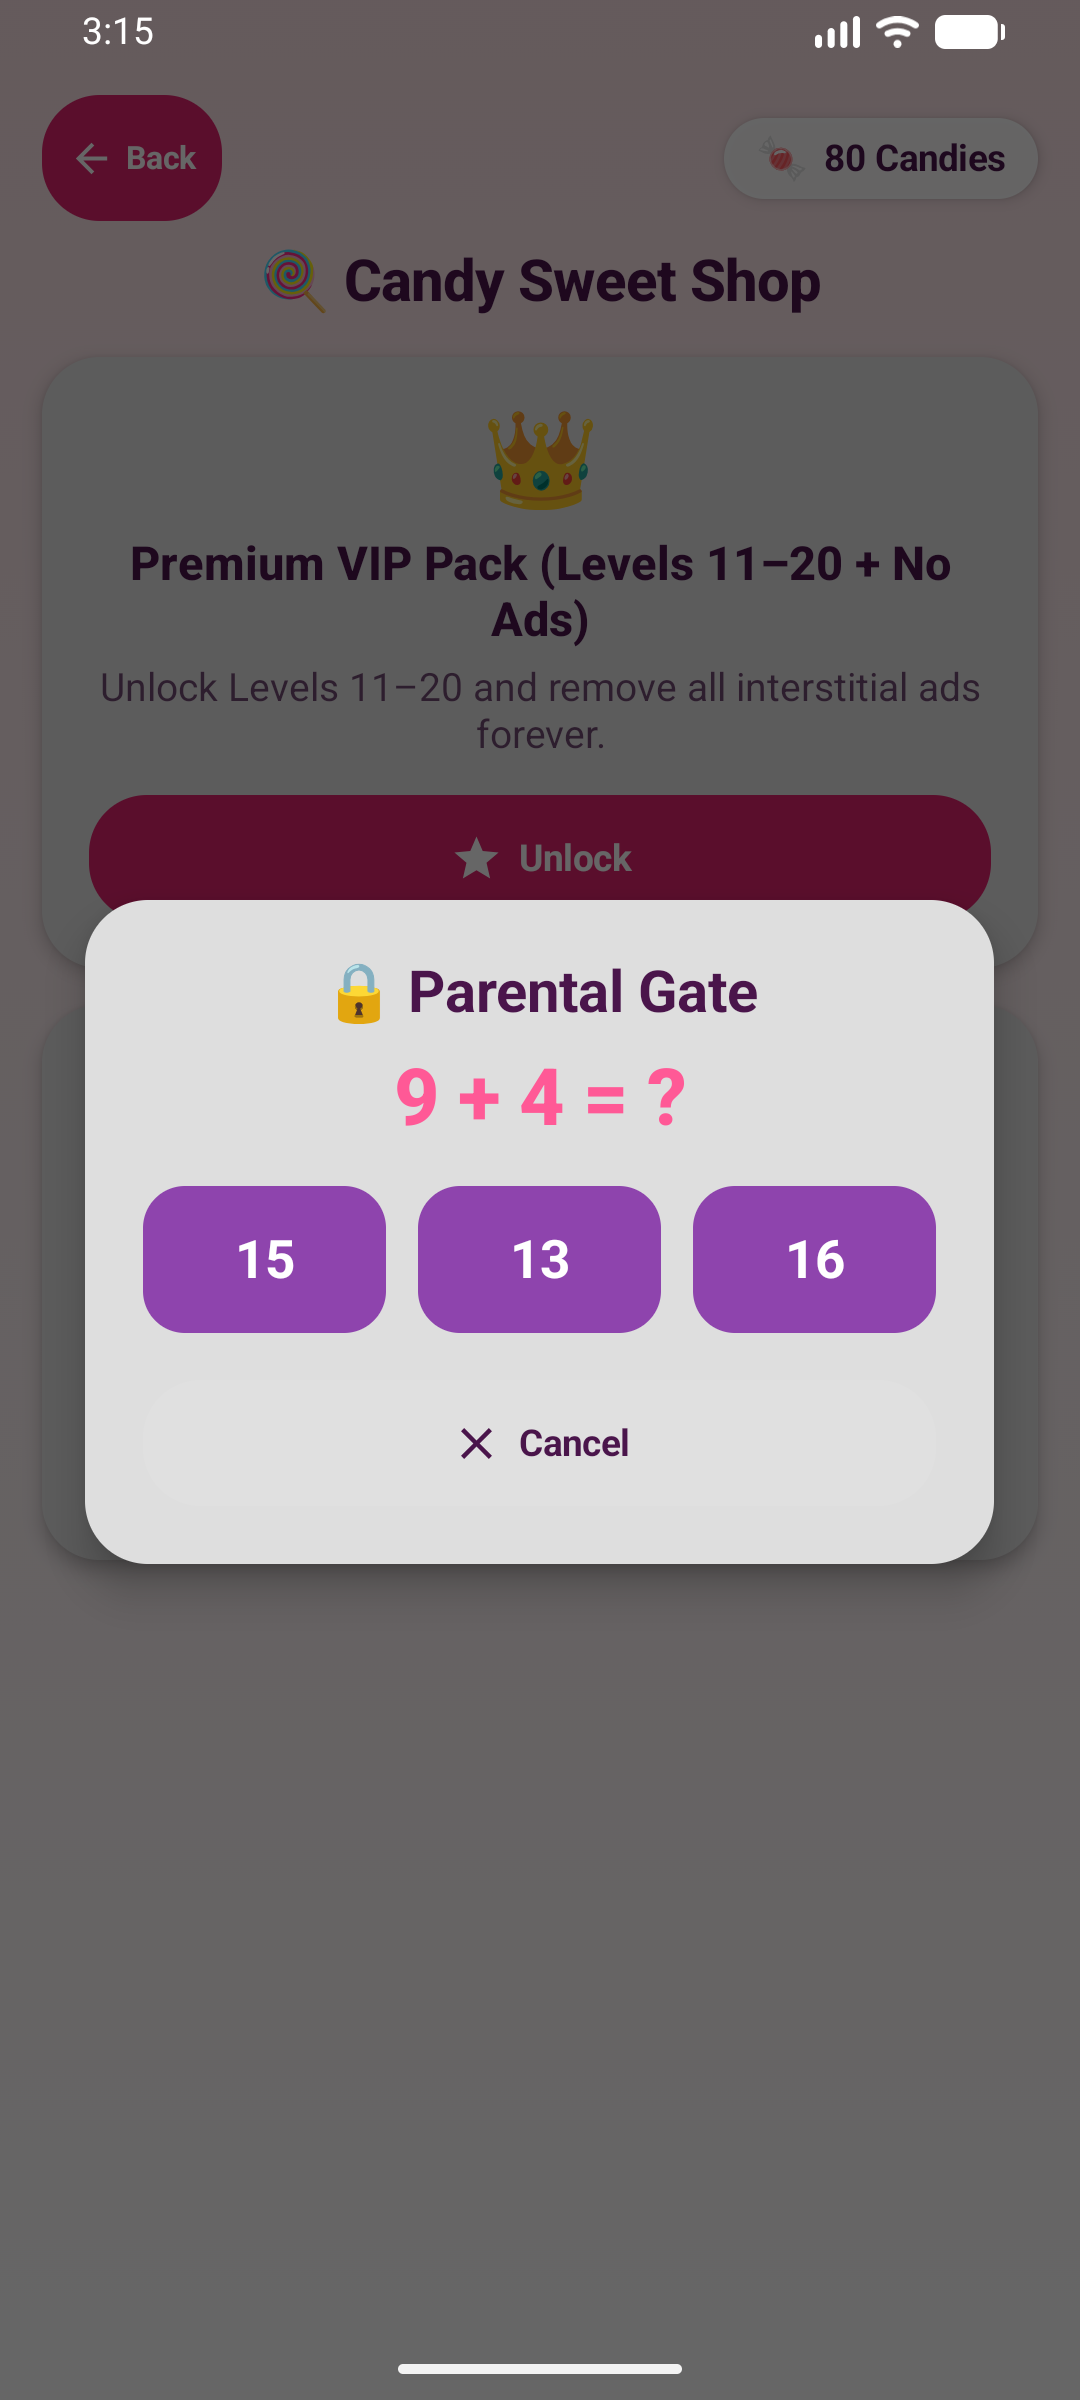 3:15
Back
80 Candies
Candy Sweet Shop
Premium VIP Pack (Levels 11–20 + No
Ads)
Unlock Levels 11–20 and remove all interstitial ads
forever.
Unlock
Parental Gate
9 + 4 = ?
15
13
16
Cancel